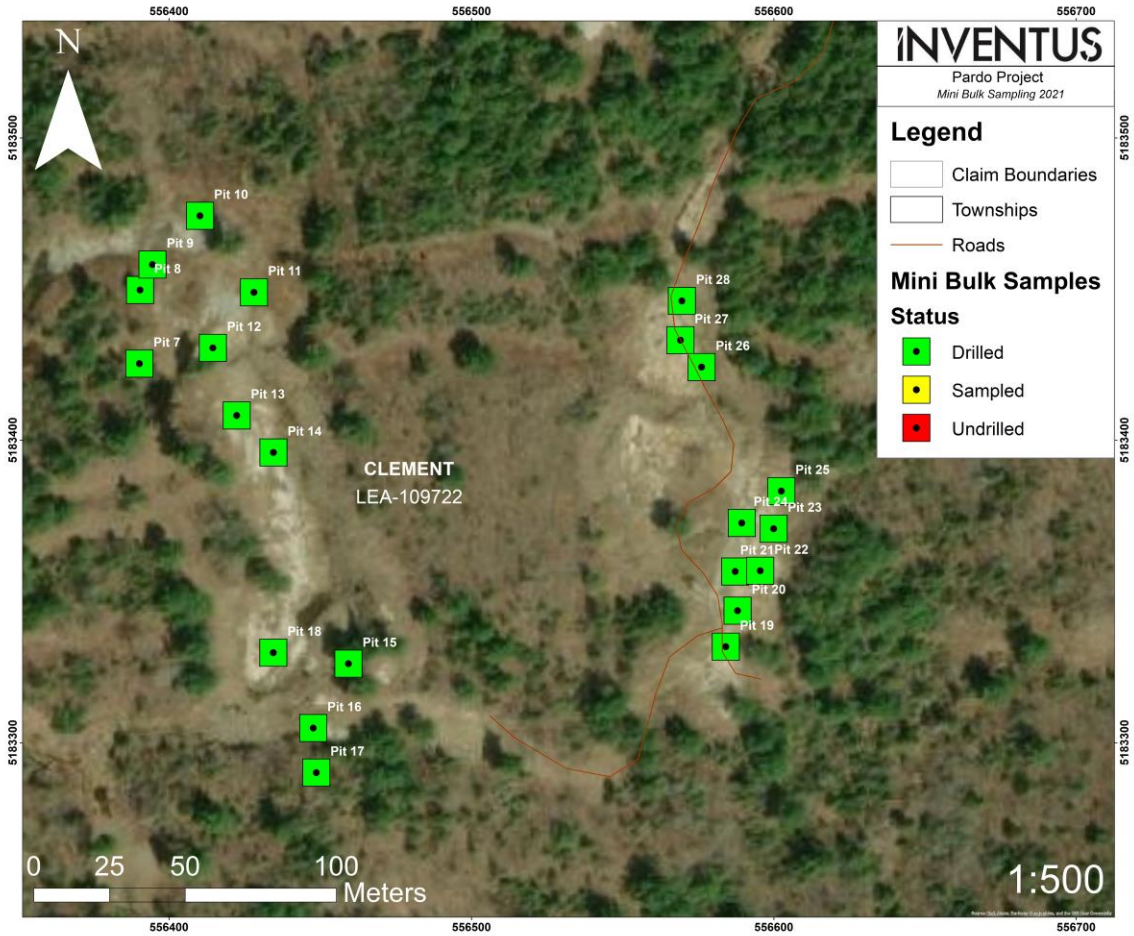 556400 556500 556600 556700
N
INVENTUS
Pardo Project
Mini Bulk Sampling 2021
Legend
Claim Boundaries
Townships
Roads
Mini Bulk Samples
Status
Drilled
Sampled
Undrilled
5183500 5183500
Pit 10
Pit 9
Pit 8
Pit 11
Pit 28
Pit 27
Pit 12
Pit 7
Pit 26
Pit 13
5183400 5183400
Pit 14
CLEMENT
LEA-109722
Pit 25
Pit 24
Pit 23
Pit 21
Pit 22
Pit 20
Pit 19
Pit 18
Pit 15
Pit 16
Pit 17
5183300 5183300
0 25 50 100
Meters
1:500
556400 556500 556600 556700